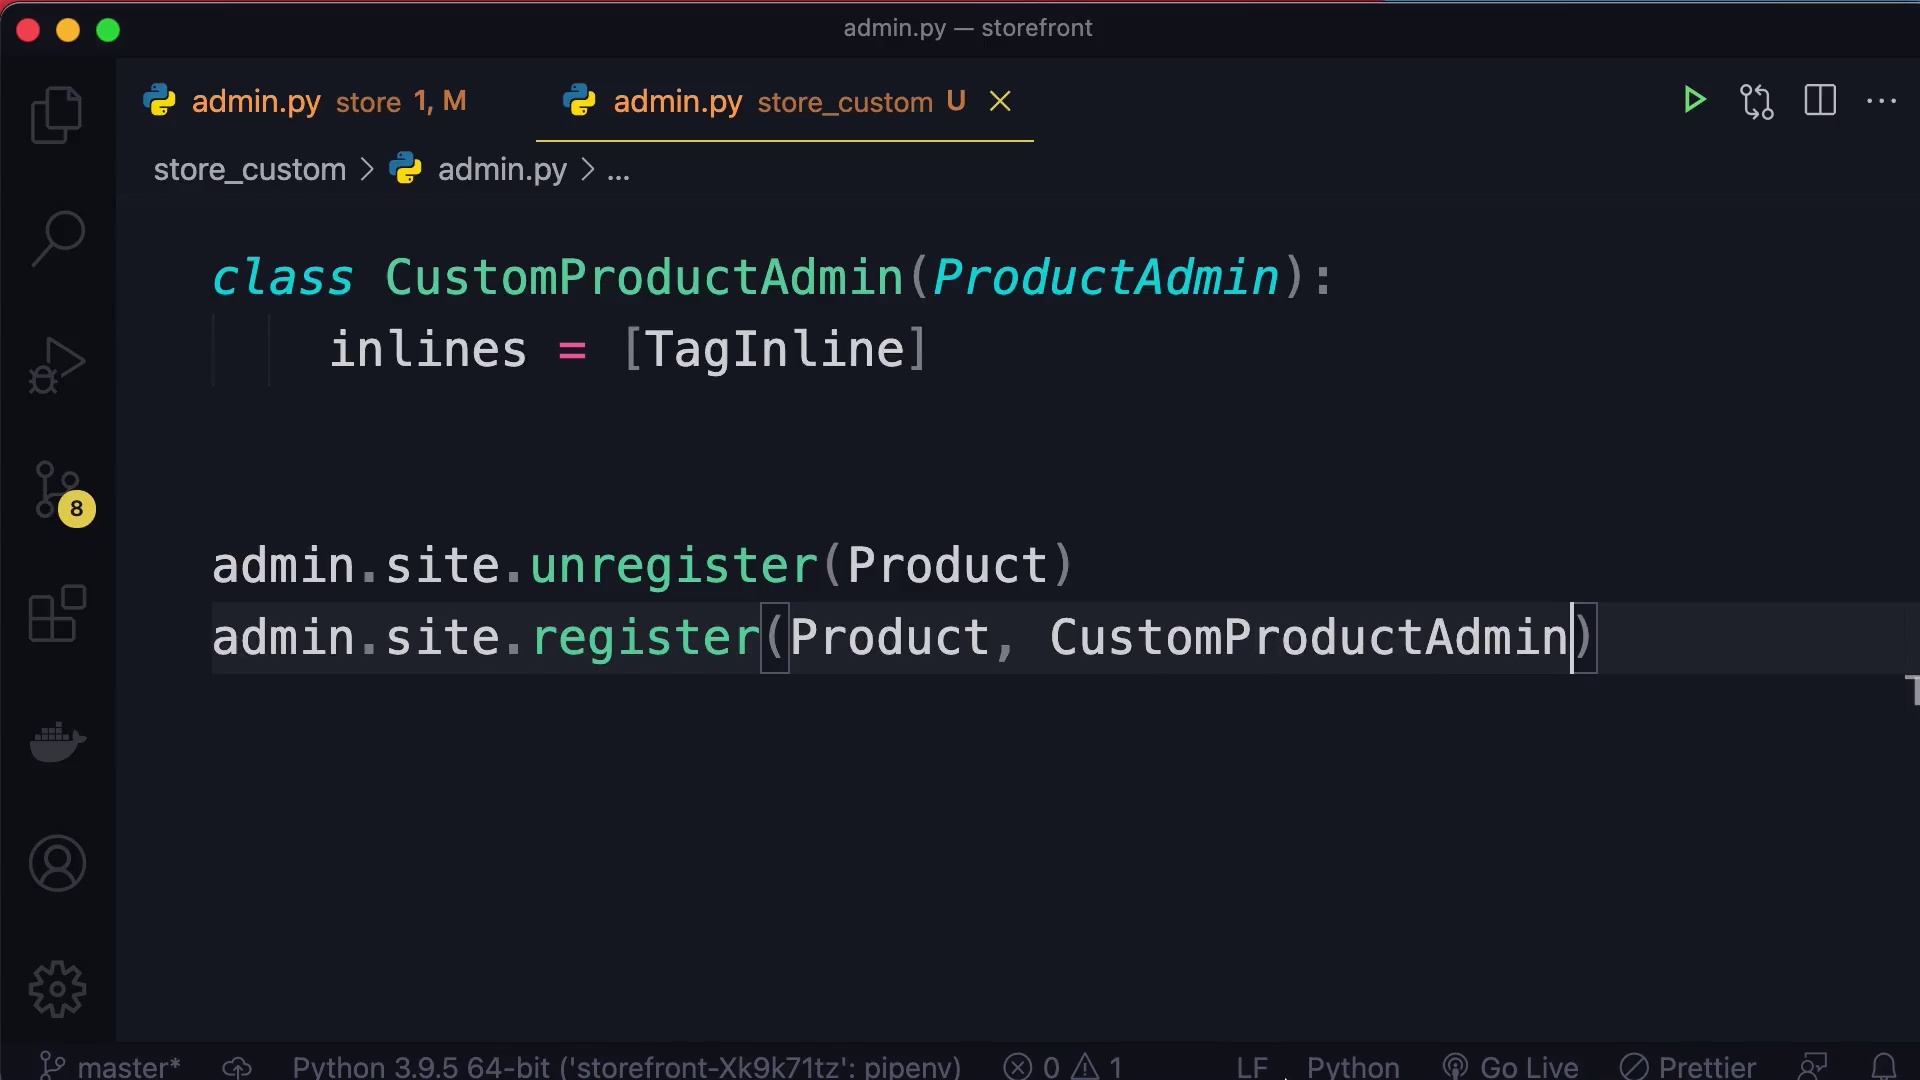 admin.py — storefront
admin.py store 1, M
admin.py store_custom U
store_custom > admin.py > ...
class CustomProductAdmin(ProductAdmin):
inlines = [TagInline]
8
admin.site.unregister(Product)
admin.site.register(Product, CustomProductAdmin)
master* Python 3.9.5 64-bit ('storefront-Xk9k71tz': pipenv) 0 1 LF Python Go Live Prettier